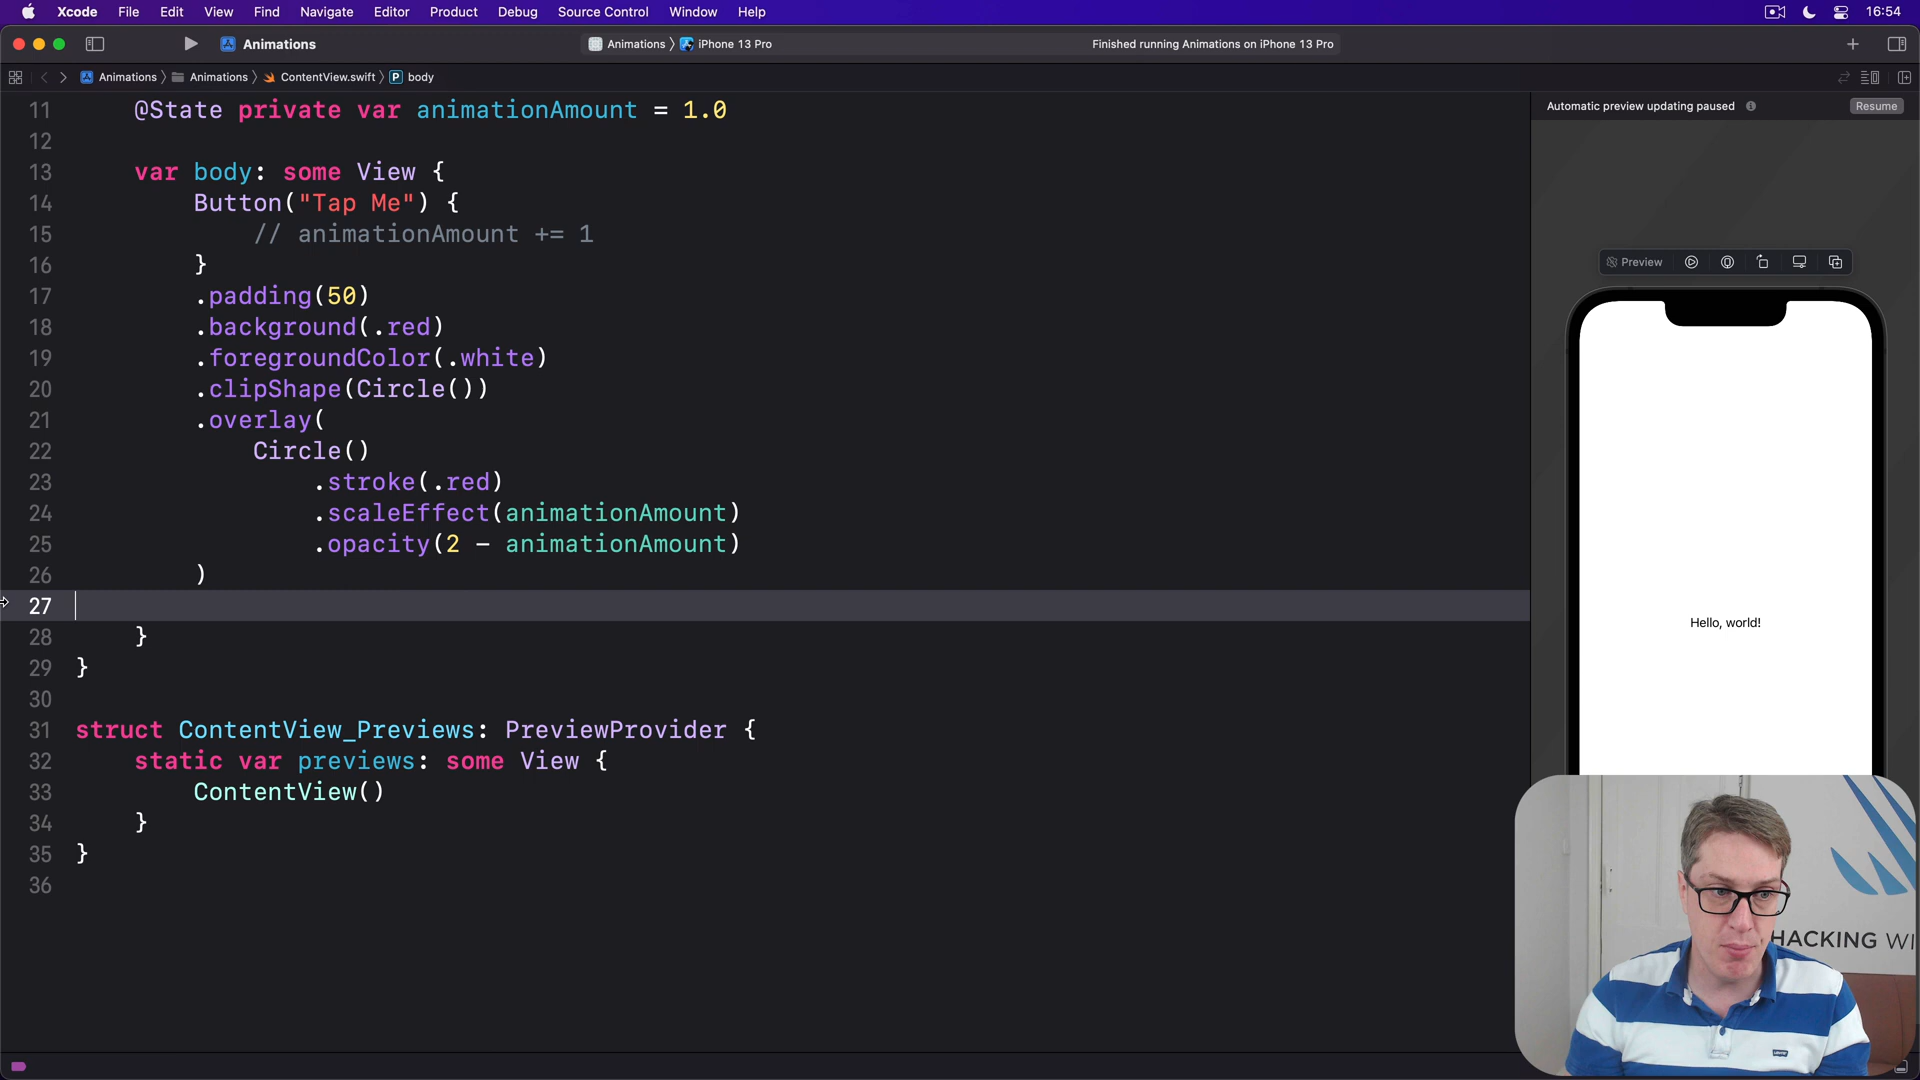 Xcode File Edit View Find Navigate Editor Product Debug Source Control Window Help 16:54
Animations Animations iPhone 13 Pro Finished running Animations on iPhone 13 Pro
Animations Animations ContentView.swift P body
Automatic preview updating paused Resume
11 @State private var animationAmount = 1.0
12
13 var body: some View {
14 Button("Tap Me") {
15 // animationAmount += 1
16 }
17 .padding(50)
18 .background(.red)
19 .foregroundColor(.white)
20 .clipShape(Circle())
21 .overlay(
22 Circle()
23 .stroke(.red)
24 .scaleEffect(animationAmount)
25 .opacity(2 - animationAmount)
26 )
27
28 }
29 }
30
31 struct ContentView_Previews: PreviewProvider {
32 static var previews: some View {
33 ContentView()
34 }
35 }
36
Preview
Hello, world!
HACKING WI